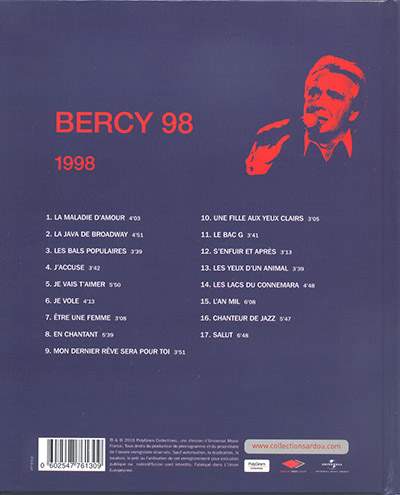 BERCY 98
1998
1. LA MALADIE D'AMOUR 4'03
2. LA JAVA DE BROADWAY 4'51
3. LES BALS POPULAIRES 3'39
4. J'ACCUSE 3'42
5. JE VAIS T'AIMER 5'50
6. JE VOLE 4'13
7. ÊTRE UNE FEMME 3'08
8. EN CHANTANT 5'39
9. MON DERNIER RÊVE SERA POUR TOI 3'51
10. UNE FILLE AUX YEUX CLAIRS 3'05
11. LE BAC G 3'41
12. S'ENFUIR ET APRÈS 3'13
13. LES YEUX D'UN ANIMAL 3'39
14. LES LACS DU CONNEMARA 4'48
15. L'AN MIL 6'08
16. CHANTEUR DE JAZZ 5'47
17. SALUT 6'48
0 602547 761309
www.collectionsardou.com
UNIVERSAL